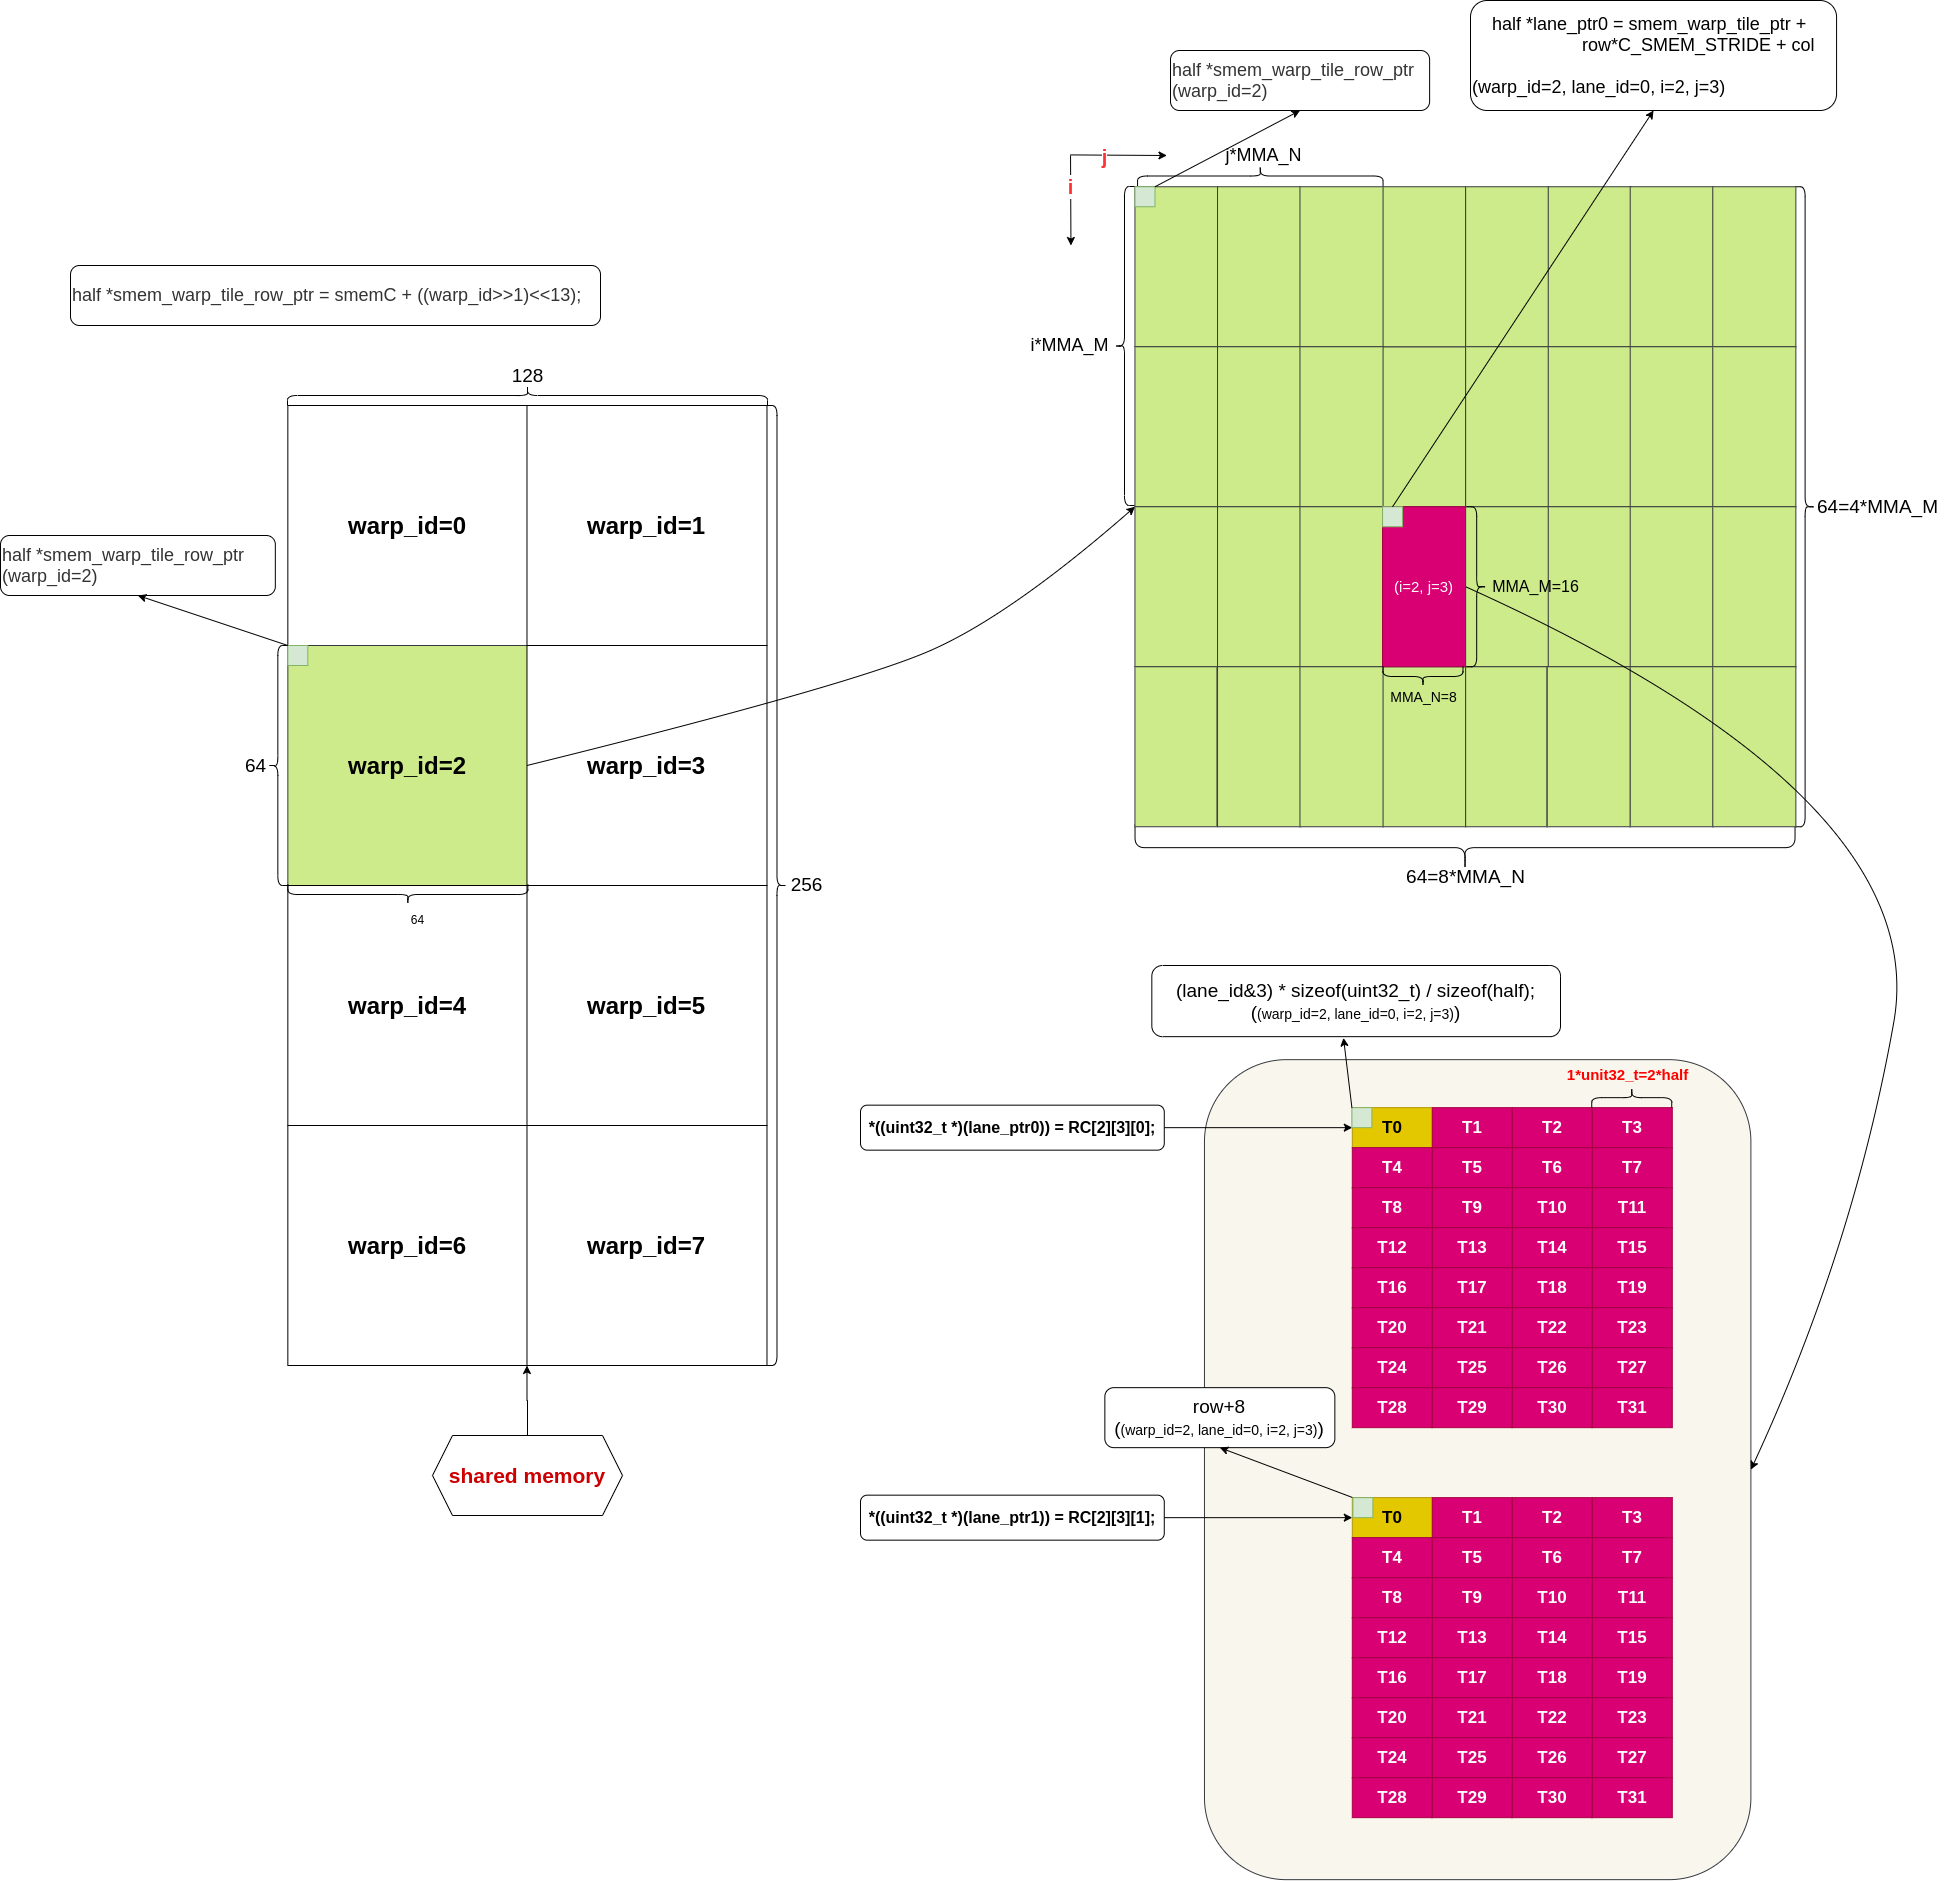 half *lane_ptr0 = smem_warp_tile_ptr +
row*C_SMEM_STRIDE + col
(warp_id=2, lane_id=0, i=2, j=3)
half *smem_warp_tile_row_ptr
(warp_id=2)
j
i
j*MMA_N
i*MMA_M
64=4*MMA_M
(i=2, j=3)
MMA_M=16
MMA_N=8
64=8*MMA_N
half *smem_warp_tile_row_ptr = smemC + ((warp_id>>1)<<13);
128
half *smem_warp_tile_row_ptr
(warp_id=2)
warp_id=0
warp_id=1
64
warp_id=2
warp_id=3
256
64
warp_id=4
warp_id=5
warp_id=6
warp_id=7
shared memory
(lane_id&3) * sizeof(uint32_t) / sizeof(half);
((warp_id=2, lane_id=0, i=2, j=3))
1*unit32_t=2*half
*((uint32_t *)(lane_ptr0)) = RC[2][3][0];
T0 T1 T2 T3
T4 T5 T6 T7
T8 T9 T10 T11
T12 T13 T14 T15
T16 T17 T18 T19
T20 T21 T22 T23
T24 T25 T26 T27
T28 T29 T30 T31
row+8
((warp_id=2, lane_id=0, i=2, j=3))
*((uint32_t *)(lane_ptr1)) = RC[2][3][1];
T0 T1 T2 T3
T4 T5 T6 T7
T8 T9 T10 T11
T12 T13 T14 T15
T16 T17 T18 T19
T20 T21 T22 T23
T24 T25 T26 T27
T28 T29 T30 T31